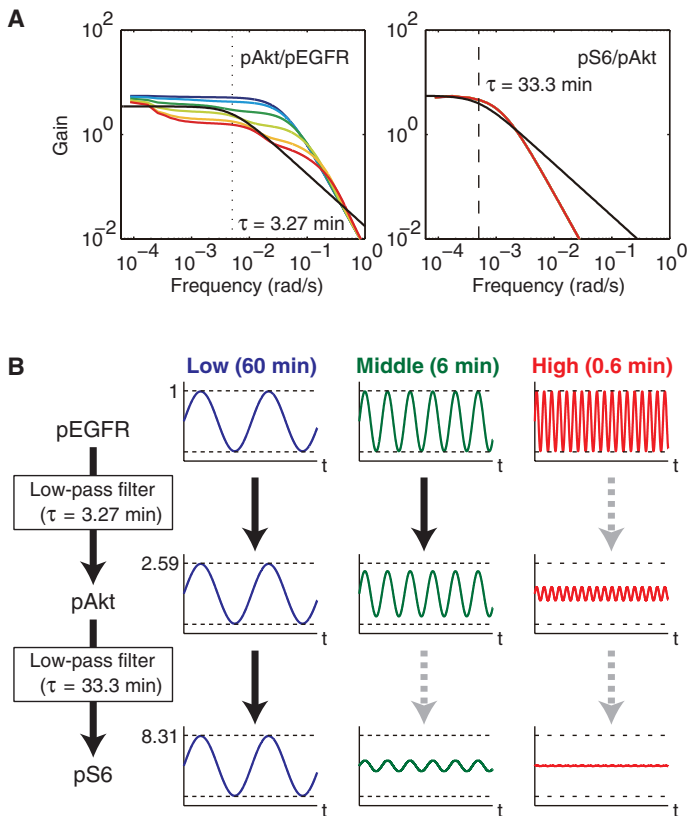 A
10^2
10^0
10^-2
Gain
pAkt/pEGFR
τ = 3.27 min
10^-4 10^-3 10^-2 10^-1 10^0
Frequency (rad/s)
10^2
10^0
10^-2
pS6/pAkt
τ = 33.3 min
10^-4 10^-3 10^-2 10^-1 10^0
Frequency (rad/s)
B
Low (60 min) Middle (6 min) High (0.6 min)
pEGFR
1
t t t
Low-pass filter
(τ = 3.27 min)
pAkt
2.59
t t t
Low-pass filter
(τ = 33.3 min)
pS6
8.31
t t t